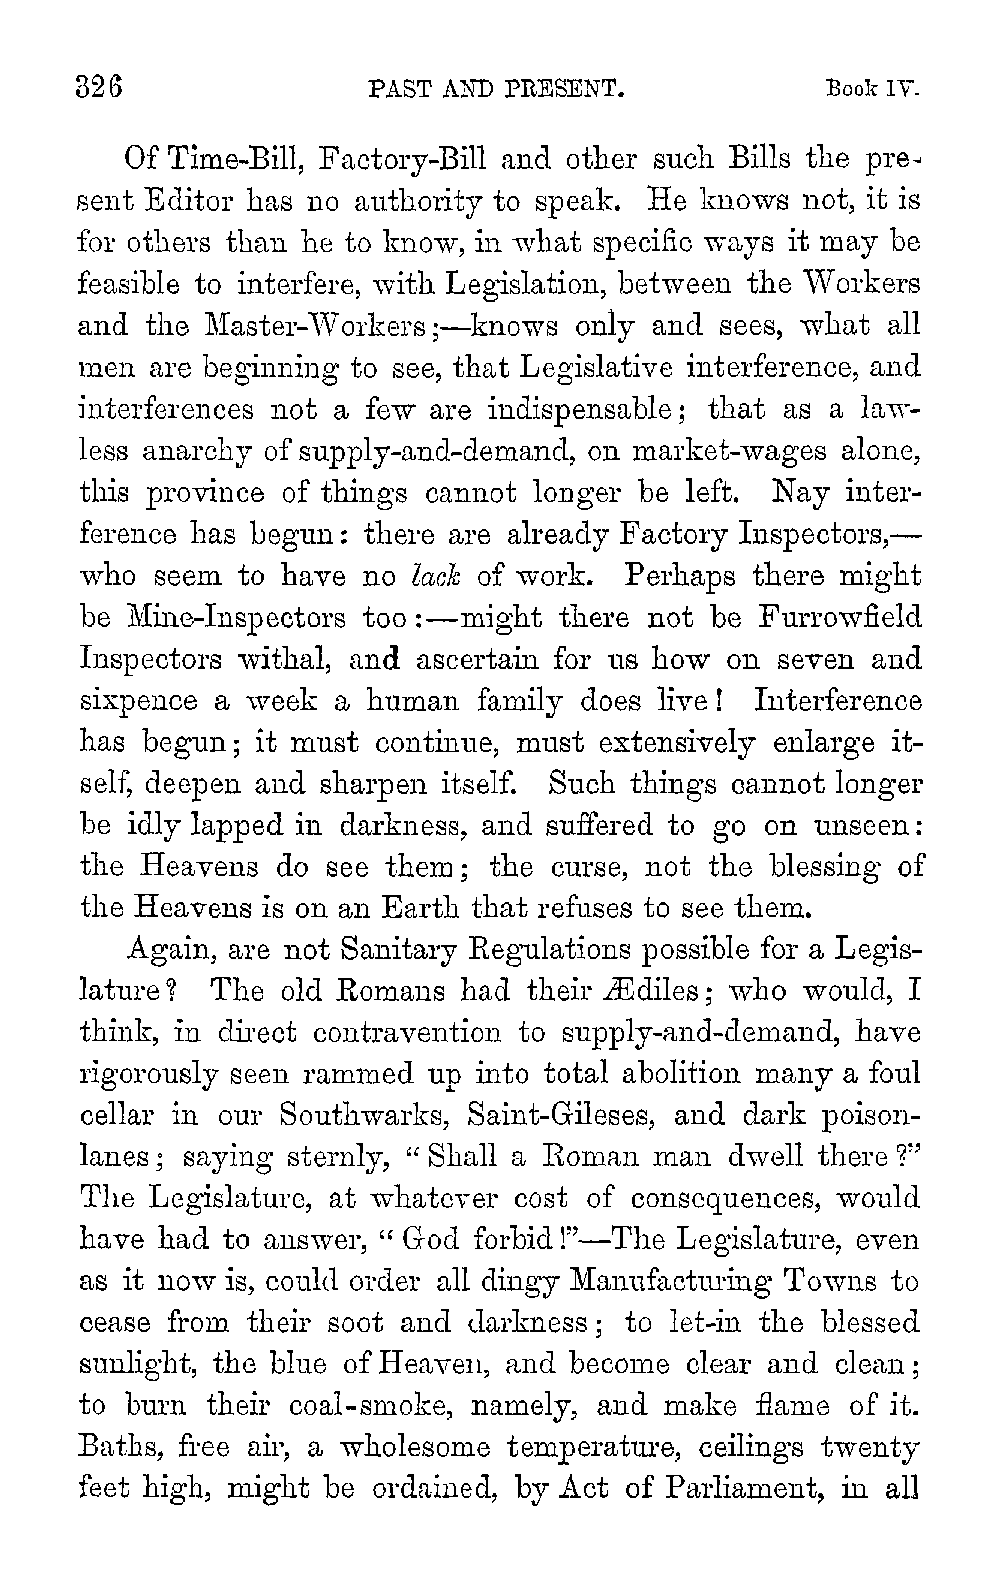 326 PAST AND PRESENT. Book IV.
Of Time-Bill, Factory-Bill and other such Bills the pre-
sent Editor has no authority to speak. He knows not, it is
for others than he to know, in what specific ways it may be
feasible to interfere, with Legislation, between the Workers
and the Master-Workers;—knows only and sees, what all
men are beginning to see, that Legislative interference, and
interferences not a few are indispensable; that as a law-
less anarchy of supply-and-demand, on market-wages alone,
this province of things cannot longer be left. Nay inter-
ference has begun: there are already Factory Inspectors,—
who seem to have no lack of work. Perhaps there might
be Mine-Inspectors too:—might there not be Furrowfield
Inspectors withal, and ascertain for us how on seven and
sixpence a week a human family does live! Interference
has begun; it must continue, must extensively enlarge it-
self, deepen and sharpen itself. Such things cannot longer
be idly lapped in darkness, and suffered to go on unseen:
the Heavens do see them; the curse, not the blessing of
the Heavens is on an Earth that refuses to see them.
Again, are not Sanitary Regulations possible for a Legis-
lature? The old Romans had their Ædiles; who would, I
think, in direct contravention to supply-and-demand, have
rigorously seen rammed up into total abolition many a foul
cellar in our Southwarks, Saint-Gileses, and dark poison-
lanes; saying sternly, "Shall a Roman man dwell there?"
The Legislature, at whatever cost of consequences, would
have had to answer, "God forbid!"—The Legislature, even
as it now is, could order all dingy Manufacturing Towns to
cease from their soot and darkness; to let-in the blessed
sunlight, the blue of Heaven, and become clear and clean;
to burn their coal-smoke, namely, and make flame of it.
Baths, free air, a wholesome temperature, ceilings twenty
feet high, might be ordained, by Act of Parliament, in all